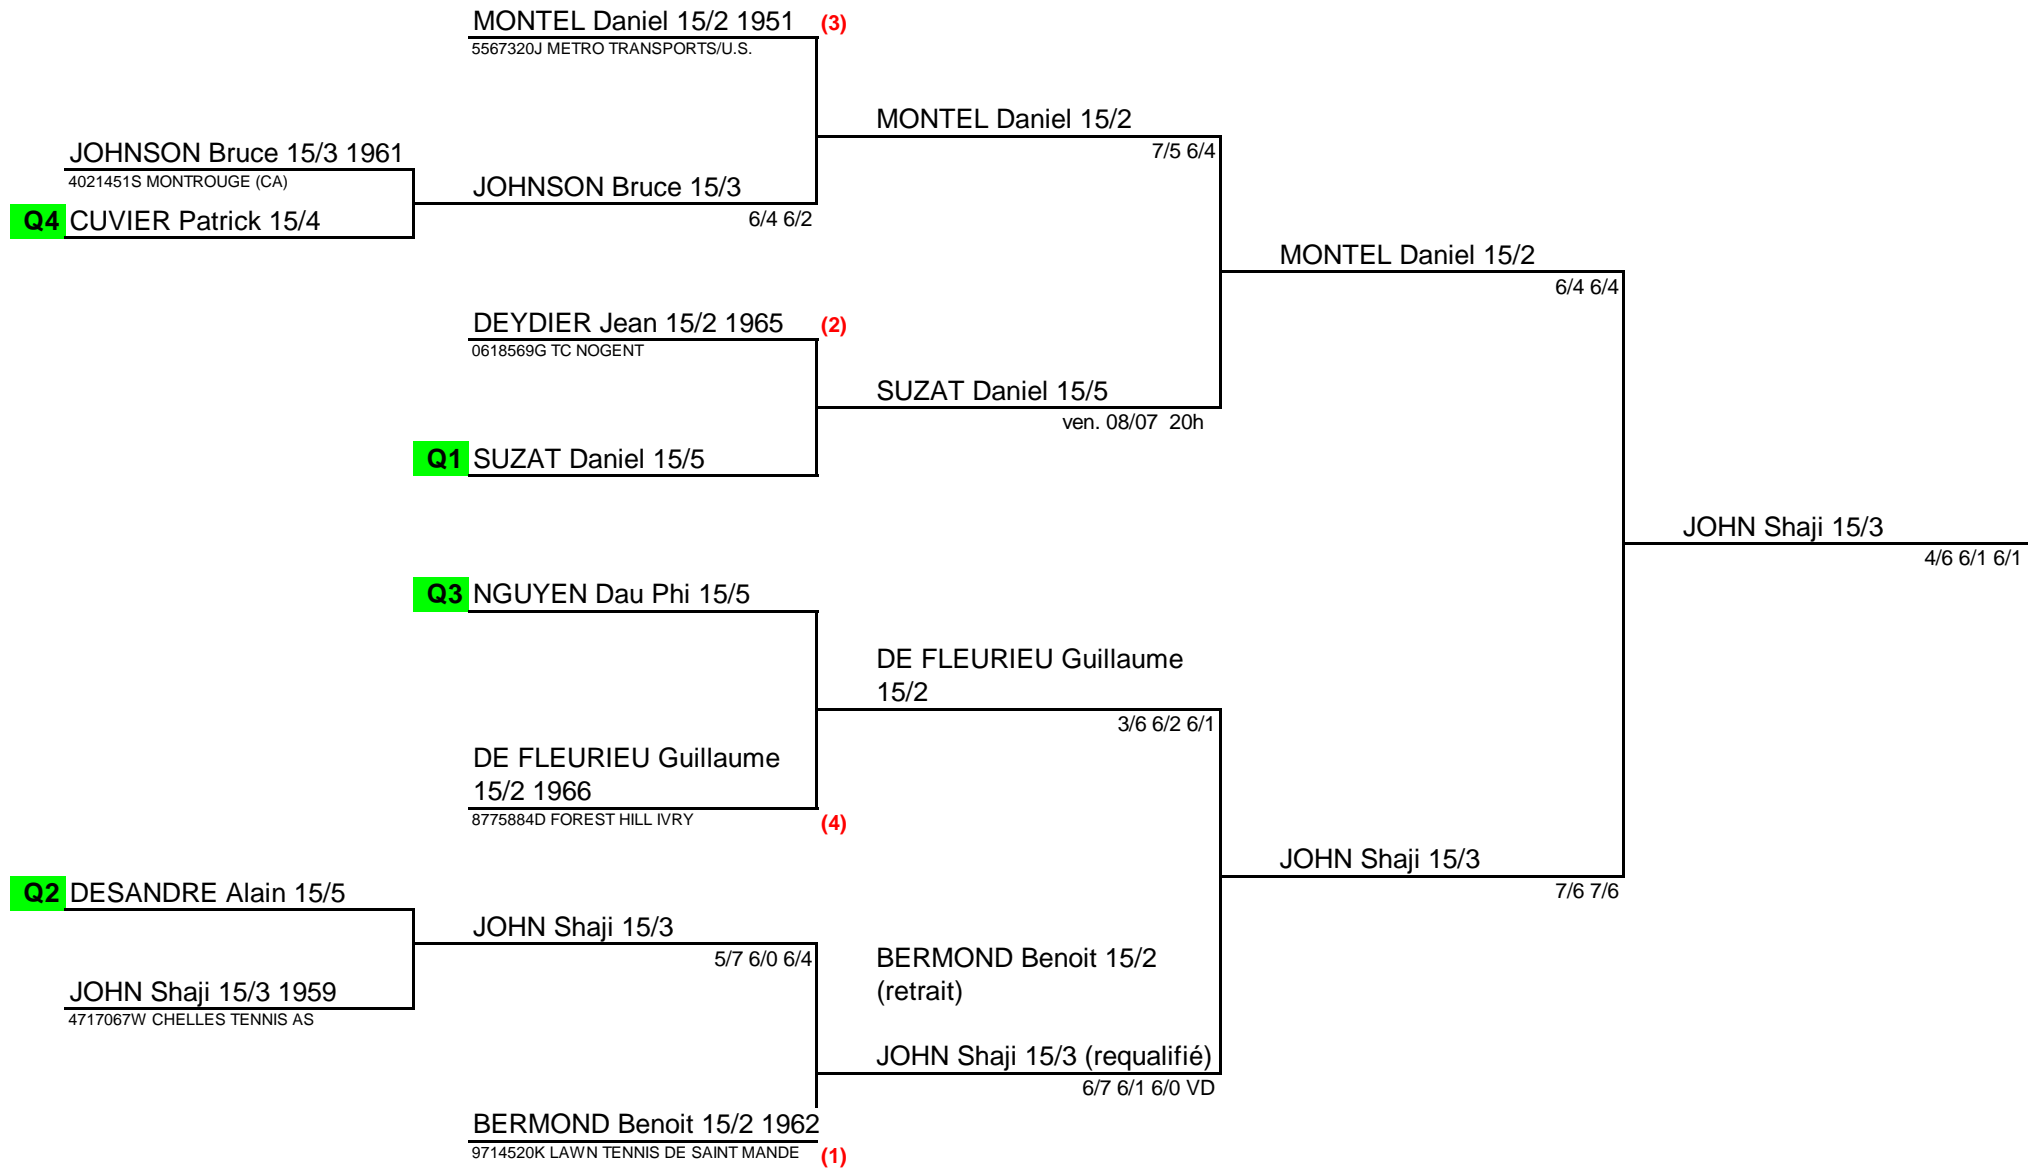 MONTEL Daniel 15/2 1951 (3)
5567320J METRO TRANSPORTS/U.S.
MONTEL Daniel 15/2
7/5 6/4
JOHNSON Bruce 15/3 1961
4021451S MONTROUGE (CA)
JOHNSON Bruce 15/3
6/4 6/2
Q4 CUVIER Patrick 15/4
MONTEL Daniel 15/2
6/4 6/4
DEYDIER Jean 15/2 1965 (2)
0618569G TC NOGENT
SUZAT Daniel 15/5
ven. 08/07 20h
Q1 SUZAT Daniel 15/5
JOHN Shaji 15/3
4/6 6/1 6/1
Q3 NGUYEN Dau Phi 15/5
DE FLEURIEU Guillaume
15/2
3/6 6/2 6/1
DE FLEURIEU Guillaume
15/2 1966
8775884D FOREST HILL IVRY (4)
JOHN Shaji 15/3
7/6 7/6
Q2 DESANDRE Alain 15/5
JOHN Shaji 15/3
5/7 6/0 6/4
JOHN Shaji 15/3 1959
4717067W CHELLES TENNIS AS
BERMOND Benoit 15/2
(retrait)
JOHN Shaji 15/3 (requalifié)
6/7 6/1 6/0 VD
BERMOND Benoit 15/2 1962
9714520K LAWN TENNIS DE SAINT MANDE (1)